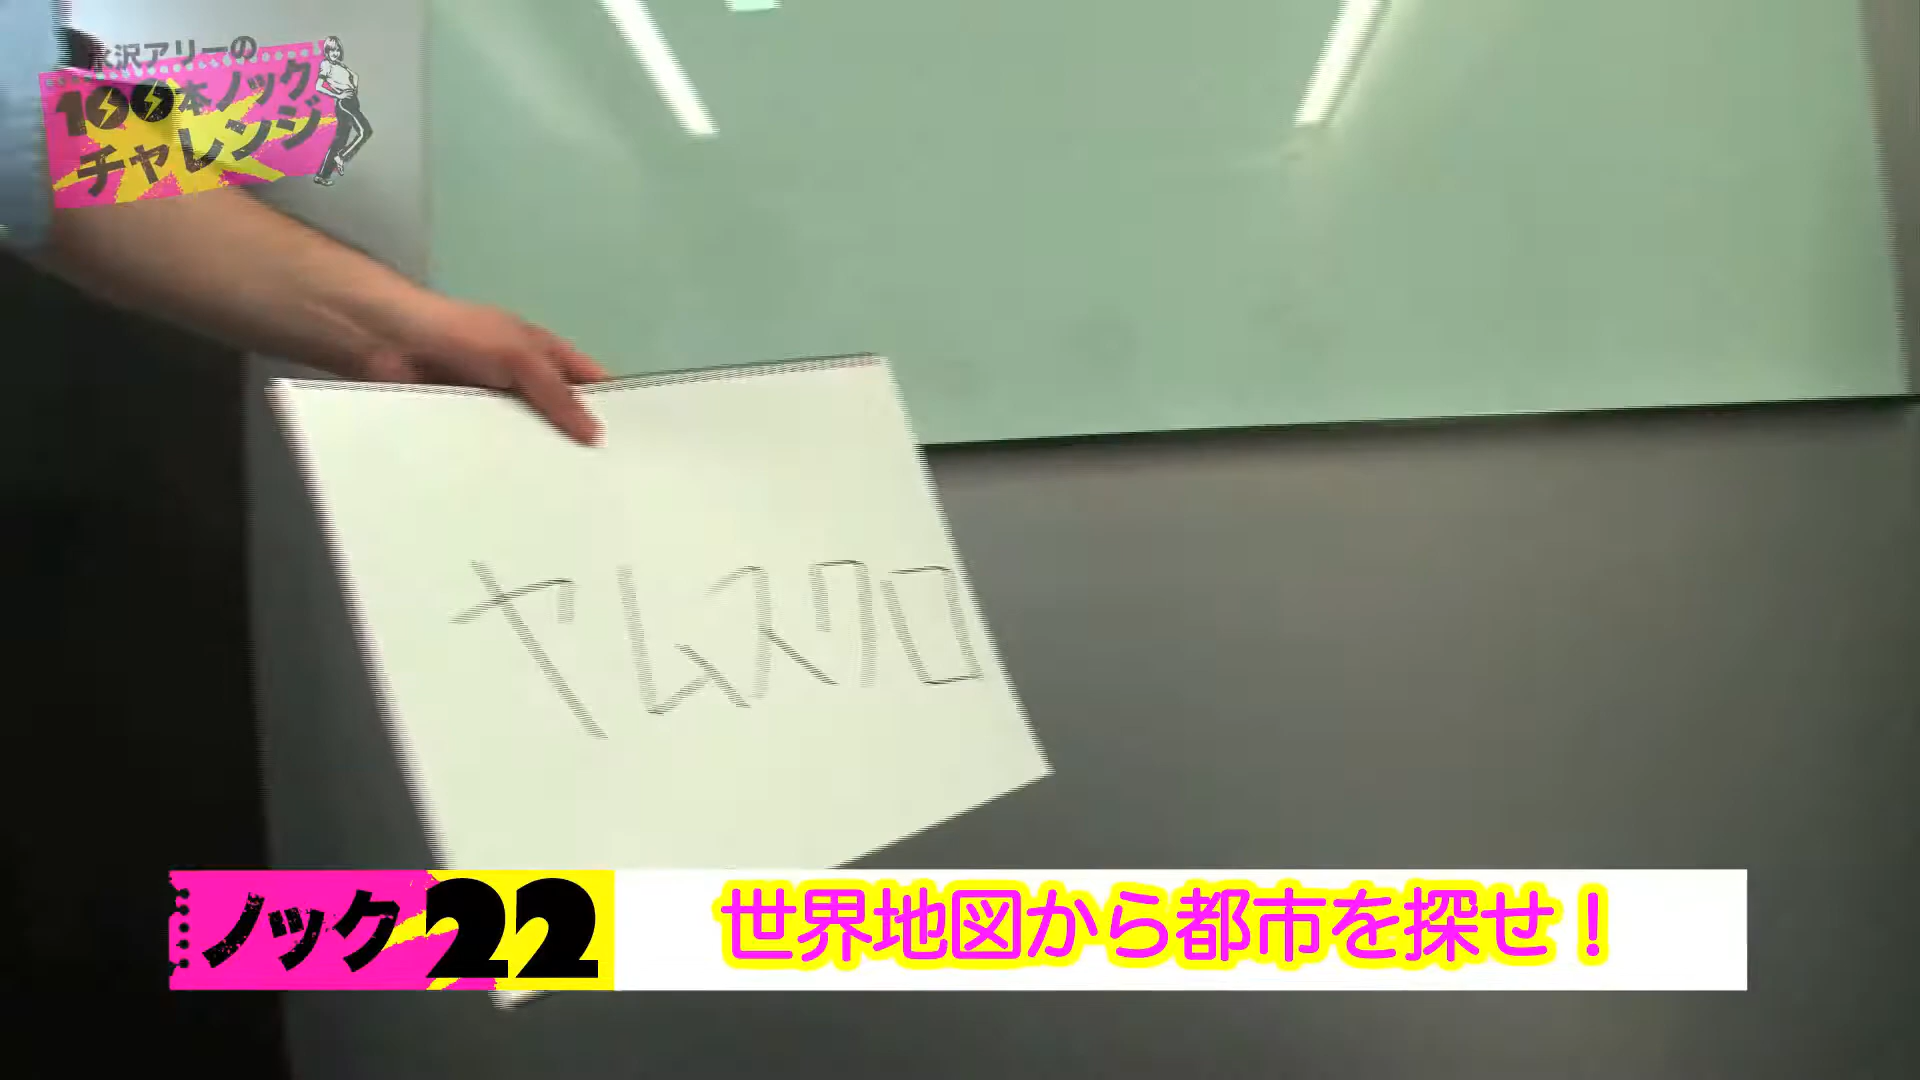 水沢アリーの
100本ノック
チャレンジ
ヤムスクロ
ノック22
世界地図から都市を探せ！